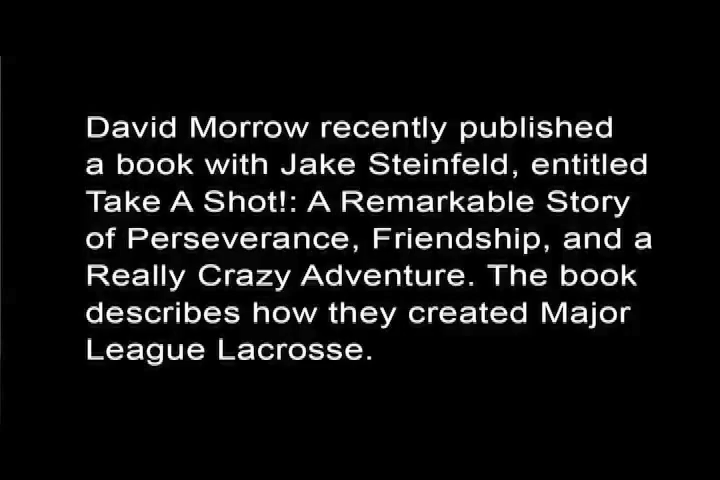 David Morrow recently published
a book with Jake Steinfeld, entitled
Take A Shot!: A Remarkable Story
of Perseverance, Friendship, and a
Really Crazy Adventure. The book
describes how they created Major
League Lacrosse.